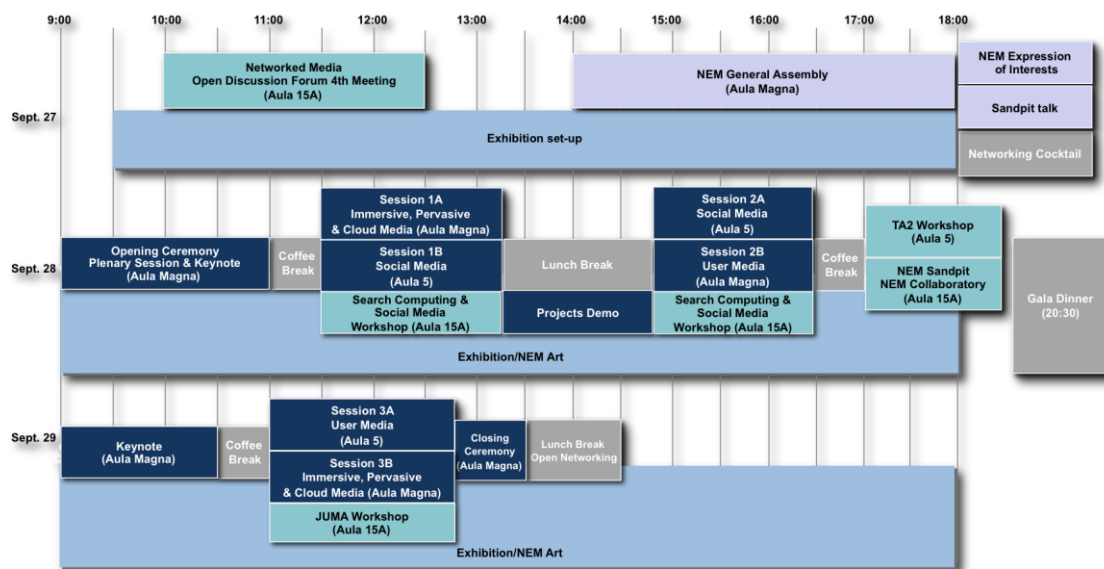 9:00
10:00
11:00
12:00
13:00
14:00
15:00
16:00
17:00
18:00
Sept. 27
Networked Media
Open Discussion Forum 4th Meeting
(Aula 15A)
NEM General Assembly
(Aula Magna)
NEM Expression
of Interests
Sandpit talk
Networking Cocktail
Exhibition set-up
Sept. 28
Opening Ceremony
Plenary Session & Keynote
(Aula Magna)
Coffee
Break
Session 1A
Immersive, Pervasive
& Cloud Media (Aula Magna)
Session 1B
Social Media
(Aula 5)
Search Computing &
Social Media
Workshop (Aula 15A)
Lunch Break
Projects Demo
Session 2A
Social Media
(Aula 5)
Session 2B
User Media
(Aula Magna)
Search Computing &
Social Media
Workshop (Aula 15A)
Coffee
Break
TA2 Workshop
(Aula 5)
NEM Sandpit
NEM Collaboratory
(Aula 15A)
Gala Dinner
(20:30)
Exhibition/NEM Art
Sept. 29
Keynote
(Aula Magna)
Coffee
Break
Session 3A
User Media
(Aula 5)
Session 3B
Immersive, Pervasive
& Cloud Media (Aula Magna)
JUMA Workshop
(Aula 15A)
Closing
Ceremony
(Aula Magna)
Lunch Break
Open Networking
Exhibition/NEM Art